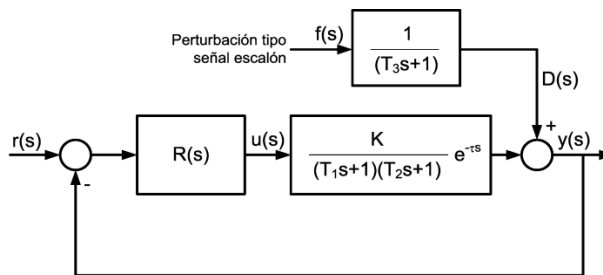 Perturbación tipo
señal escalón
f(s)
1
(T₃s+1)
D(s)
r(s)
R(s)
u(s)
K
(T₁s+1)(T₂s+1)
e^-τs
+
y(s)
-